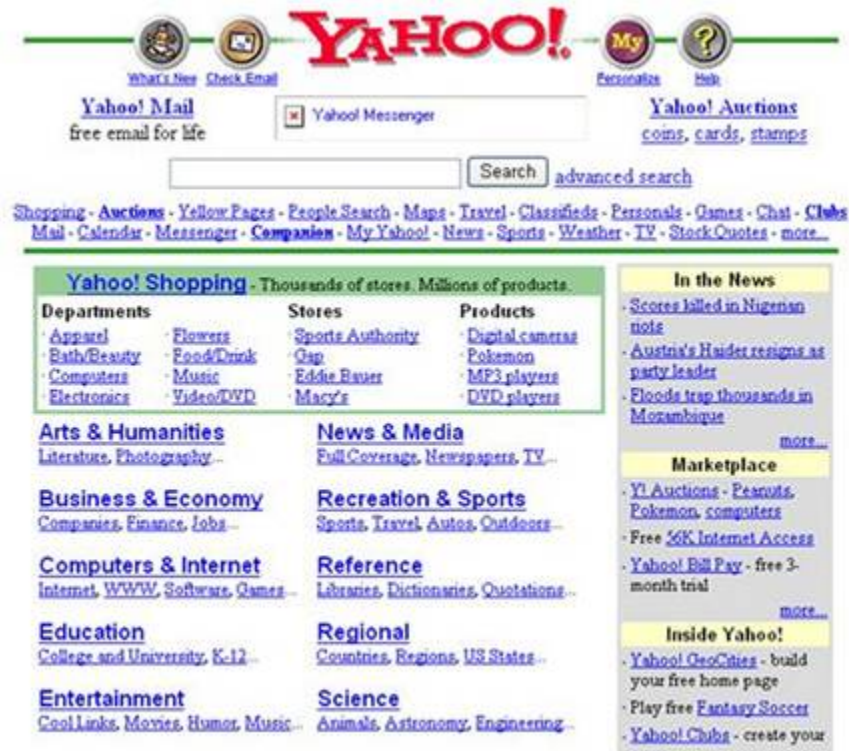 YAHOO!
My
?
What's New
Check Email
Personalize
Help
Yahoo! Mail
free email for life
Yahoo! Messenger
Yahoo! Auctions
coins, cards, stamps
Search
advanced search
Shopping - Auctions - Yellow Pages - People Search - Maps - Travel - Classifieds - Personals - Games - Chat - Clubs
Mail - Calendar - Messenger - Companion - My Yahoo! - News - Sports - Weather - TV - Stock Quotes - more...
Yahoo! Shopping - Thousands of stores. Millions of products.
Departments
· Apparel
· Bath/Beauty
· Computers
· Electronics
· Flowers
· Food/Drink
· Music
· Video/DVD
Stores
· Sports Authority
· Gap
· Eddie Bauer
· Macy's
Products
· Digital cameras
· Pokemon
· MP3 players
· DVD players
Arts & Humanities
Literature, Photography...
Business & Economy
Companies, Finance, Jobs...
Computers & Internet
Internet, WWW, Software, Games...
Education
College and University, K-12...
Entertainment
Cool Links, Movies, Humor, Music...
News & Media
Full Coverage, Newspapers, TV...
Recreation & Sports
Sports, Travel, Autos, Outdoors...
Reference
Libraries, Dictionaries, Quotations...
Regional
Countries, Regions, US States...
Science
Animals, Astronomy, Engineering...
In the News
· Scores killed in Nigerian
riots
· Austria's Haider resigns as
party leader
· Floods trap thousands in
Mozambique
more...
Marketplace
· Y! Auctions - Peanuts,
Pokemon, computers
· Free 56K Internet Access
· Yahoo! Bill Pay - free 3-
month trial
more...
Inside Yahoo!
· Yahoo! GeoCities - build
your free home page
· Play free Fantasy Soccer
· Yahoo! Clubs - create your